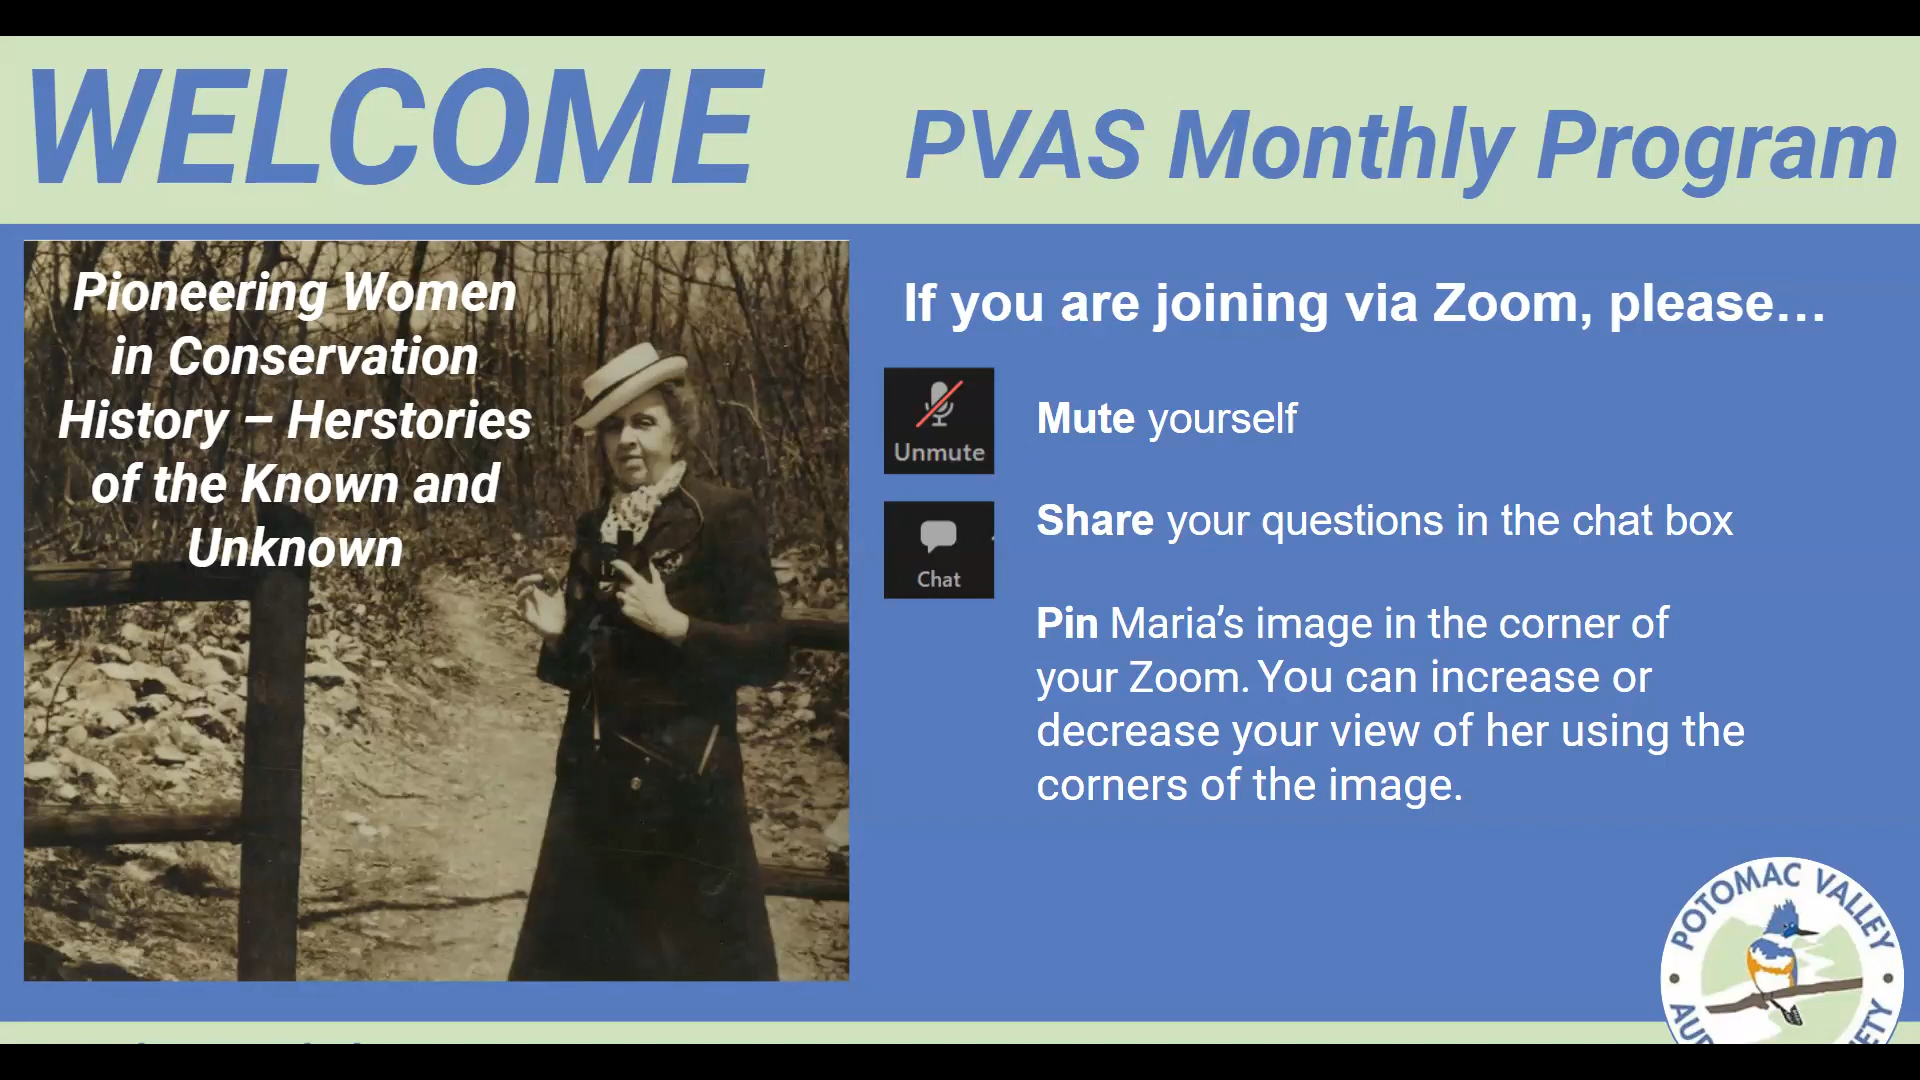 WELCOME
PVAS Monthly Program
Pioneering Women
in Conservation
History – Herstories
of the Known and
Unknown
If you are joining via Zoom, please…
Unmute
Mute yourself
Chat
Share your questions in the chat box
Pin Maria’s image in the corner of
your Zoom. You can increase or
decrease your view of her using the
corners of the image.
POTOMAC VALLEY